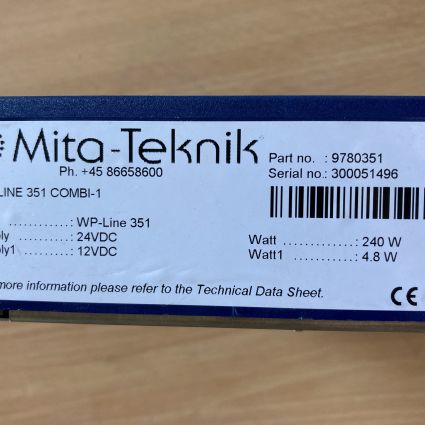 Mita-Teknik
Ph. +45 86658600
Part no. : 9780351
Serial no.: 300051496
LINE 351 COMBI-1
..................: WP-Line 351
ly ..............: 24VDC
ly1 ............: 12VDC
Watt ..............: 240 W
Watt1 ............: 4.8 W
more information please refer to the Technical Data Sheet.
CE